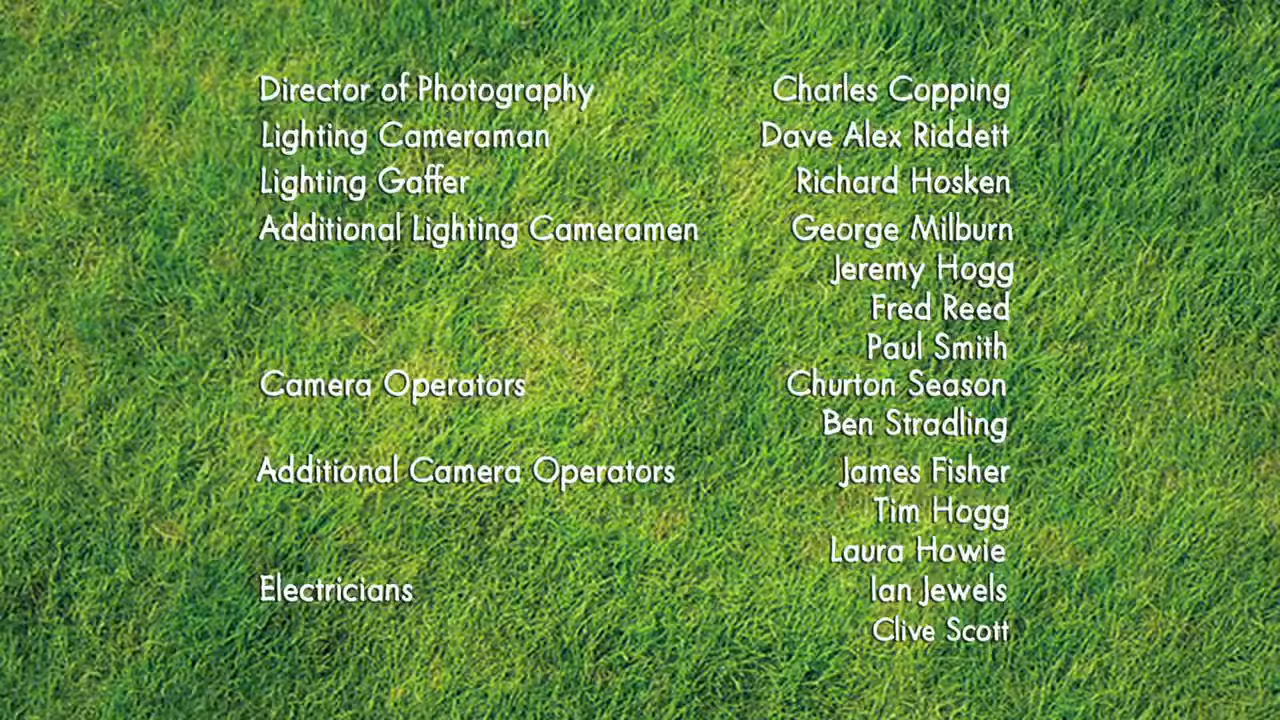 Director of Photography Charles Copping
Lighting Cameraman Dave Alex Riddett
Lighting Gaffer Richard Hosken
Additional Lighting Cameramen George Milburn
Jeremy Hogg
Fred Reed
Paul Smith
Camera Operators Churton Season
Ben Stradling
Additional Camera Operators James Fisher
Tim Hogg
Laura Howie
Electricians Ian Jewels
Clive Scott